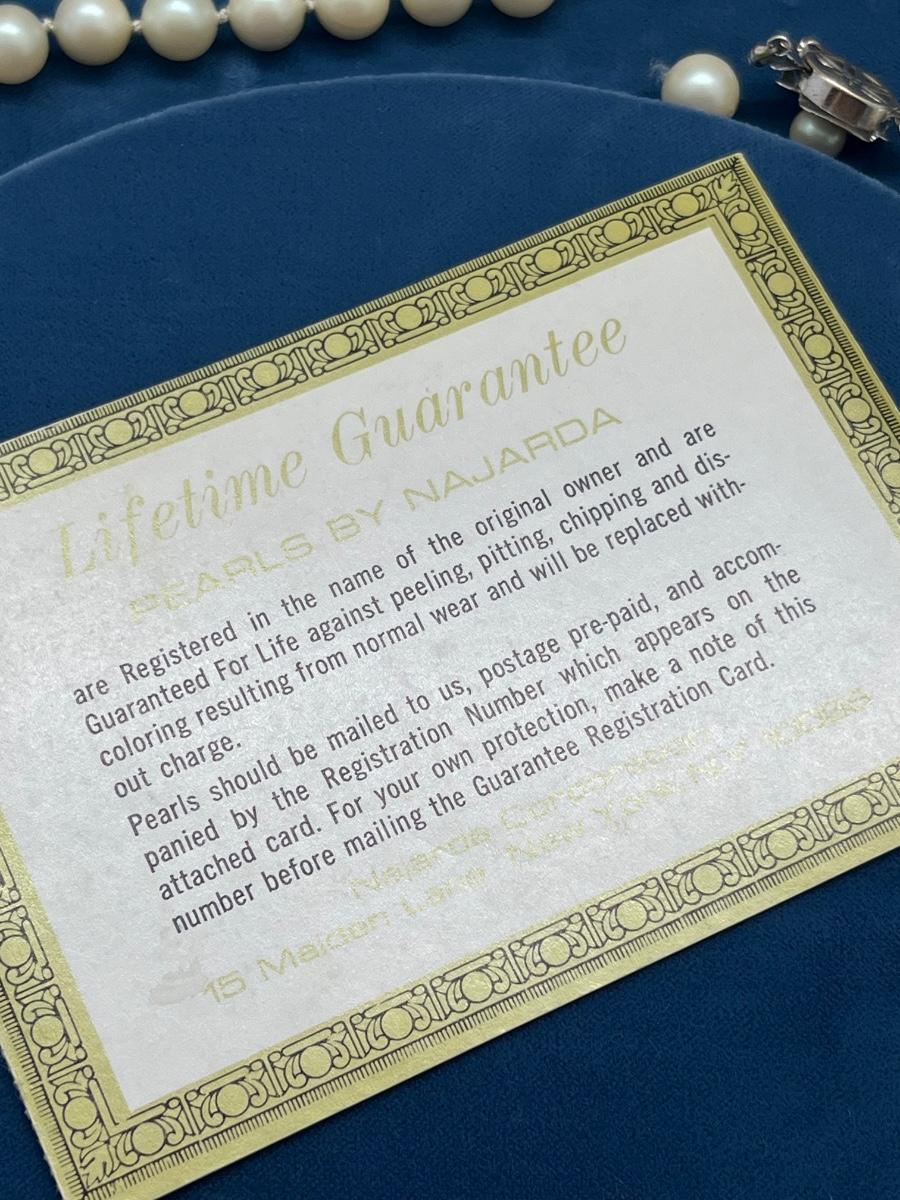 Lifetime Guarantee
PEARLS BY NAJARDA
are Registered in the name of the original owner and are
Guaranteed For Life against peeling, pitting, chipping and dis-
coloring resulting from normal wear and will be replaced with-
out charge.
Pearls should be mailed to us, postage pre-paid, and accom-
panied by the Registration Number which appears on the
attached card. For your own protection, make a note of this
number before mailing the Guarantee Registration Card.
Najarda Corporation
15 Maiden Lane, New York, N.Y.